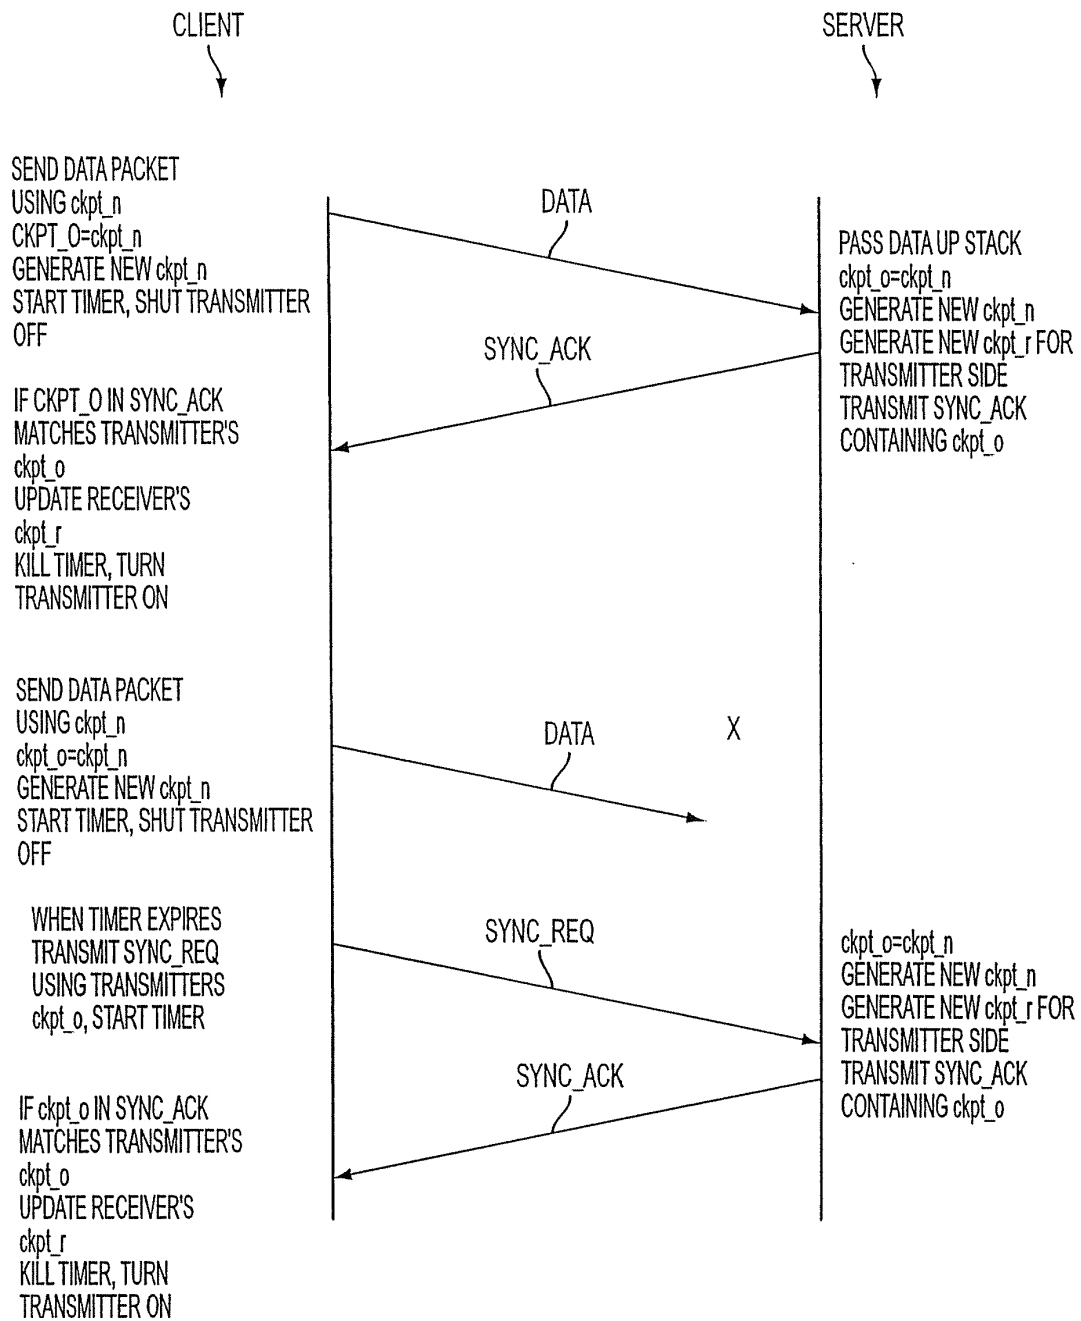 CLIENT
SERVER
SEND DATA PACKET
USING ckpt_n
CKPT_O=ckpt_n
GENERATE NEW ckpt_n
START TIMER, SHUT TRANSMITTER
OFF
DATA
PASS DATA UP STACK
ckpt_o=ckpt_n
GENERATE NEW ckpt_n
GENERATE NEW ckpt_r FOR
TRANSMITTER SIDE
TRANSMIT SYNC_ACK
CONTAINING ckpt_o
SYNC_ACK
IF CKPT_O IN SYNC_ACK
MATCHES TRANSMITTER'S
ckpt_o
UPDATE RECEIVER'S
ckpt_r
KILL TIMER, TURN
TRANSMITTER ON
SEND DATA PACKET
USING ckpt_n
ckpt_o=ckpt_n
GENERATE NEW ckpt_n
START TIMER, SHUT TRANSMITTER
OFF
DATA
X
WHEN TIMER EXPIRES
TRANSMIT SYNC_REQ
USING TRANSMITTERS
ckpt_o, START TIMER
SYNC_REQ
ckpt_o=ckpt_n
GENERATE NEW ckpt_n
GENERATE NEW ckpt_r FOR
TRANSMITTER SIDE
TRANSMIT SYNC_ACK
CONTAINING ckpt_o
SYNC_ACK
IF ckpt_o IN SYNC_ACK
MATCHES TRANSMITTER'S
ckpt_o
UPDATE RECEIVER'S
ckpt_r
KILL TIMER, TURN
TRANSMITTER ON